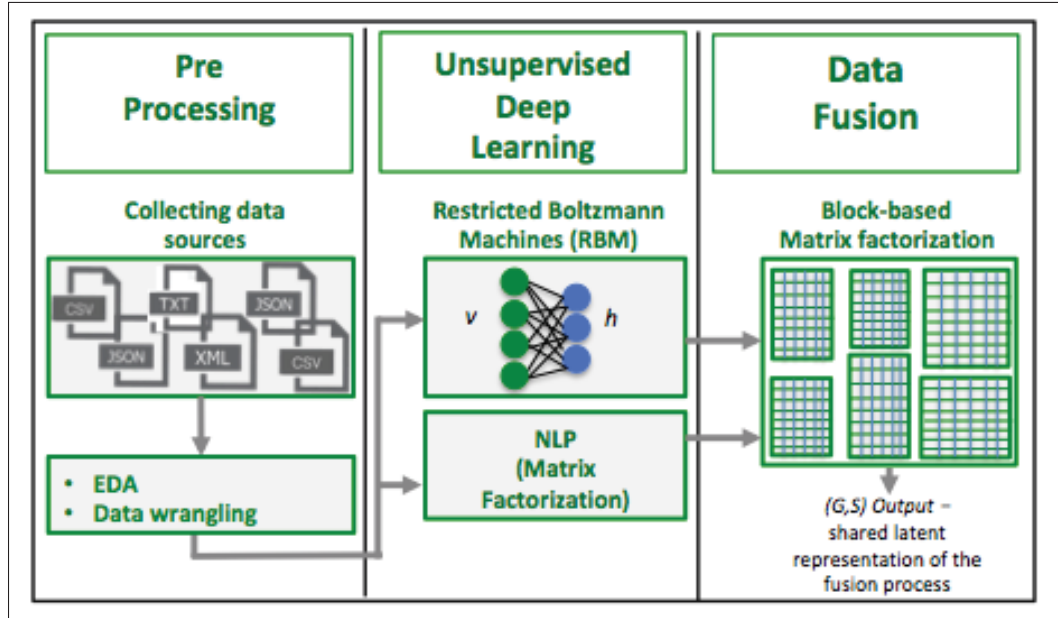 Pre
Processing
Unsupervised
Deep
Learning
Data
Fusion
Collecting data
sources
CSV
TXT
JSON
JSON
XML
CSV
• EDA
• Data wrangling
Restricted Boltzmann
Machines (RBM)
v
h
NLP
(Matrix
Factorization)
Block-based
Matrix factorization
(G,S) Output –
shared latent
representation of the
fusion process